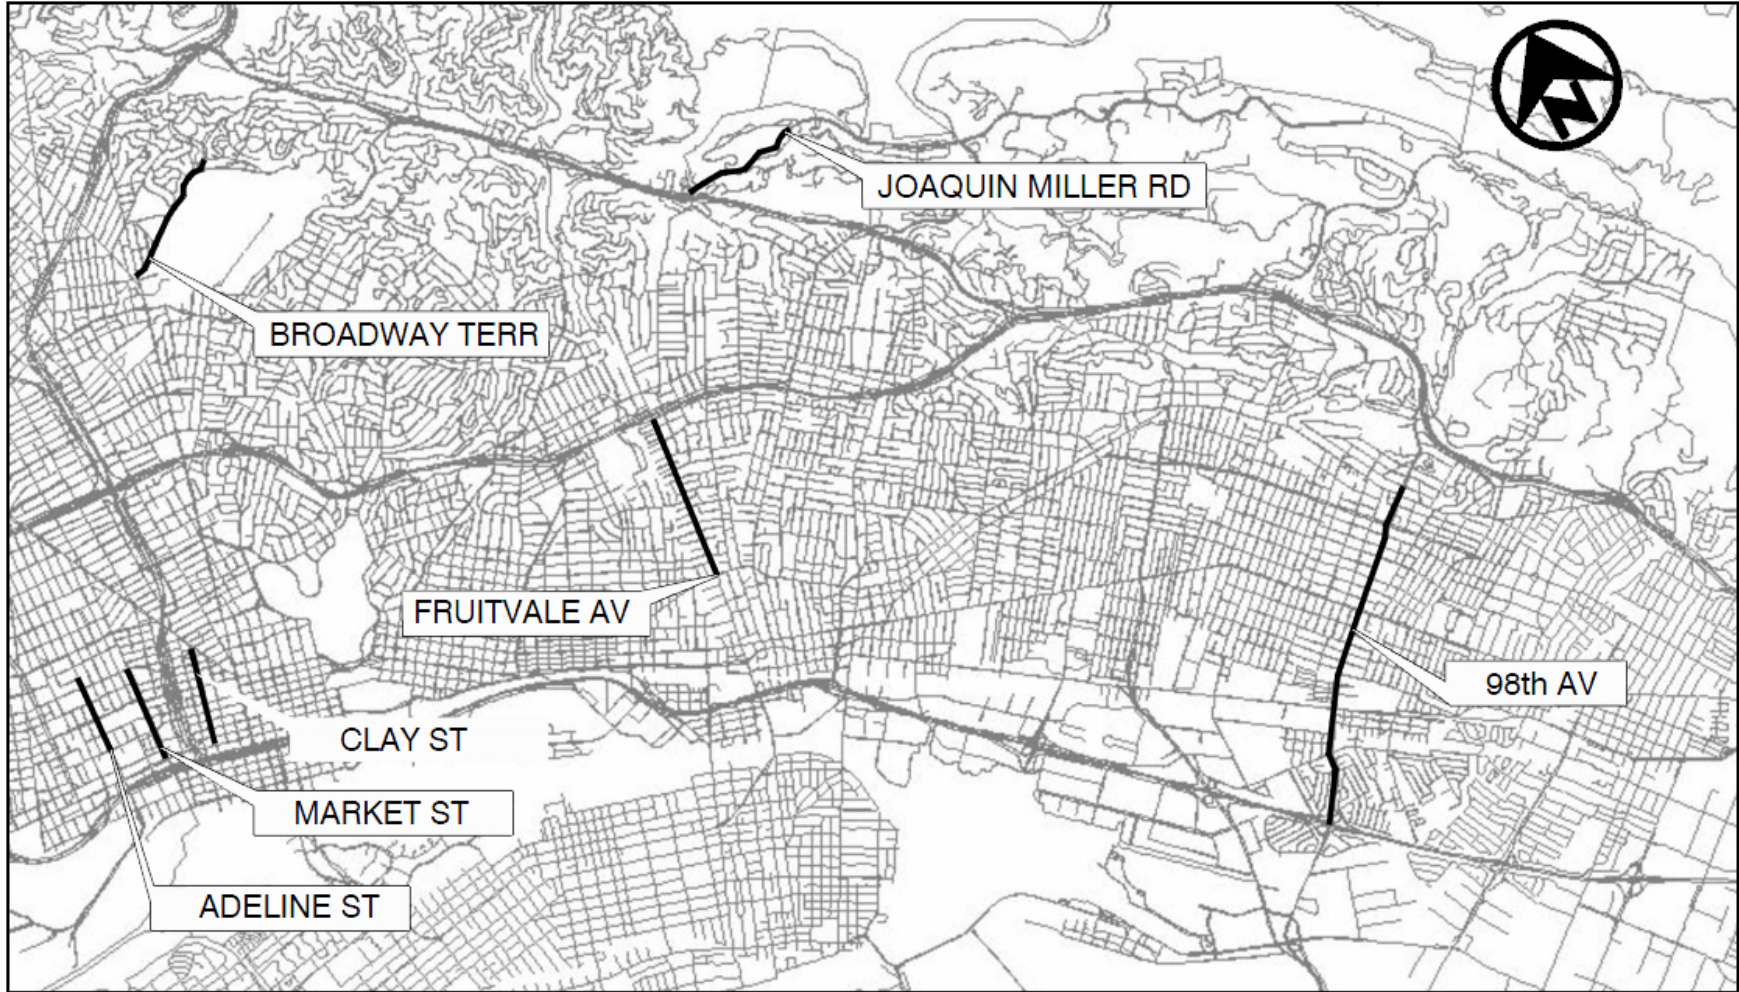 JOAQUIN MILLER RD
BROADWAY TERR
FRUITVALE AV
98th AV
CLAY ST
MARKET ST
ADELINE ST
N